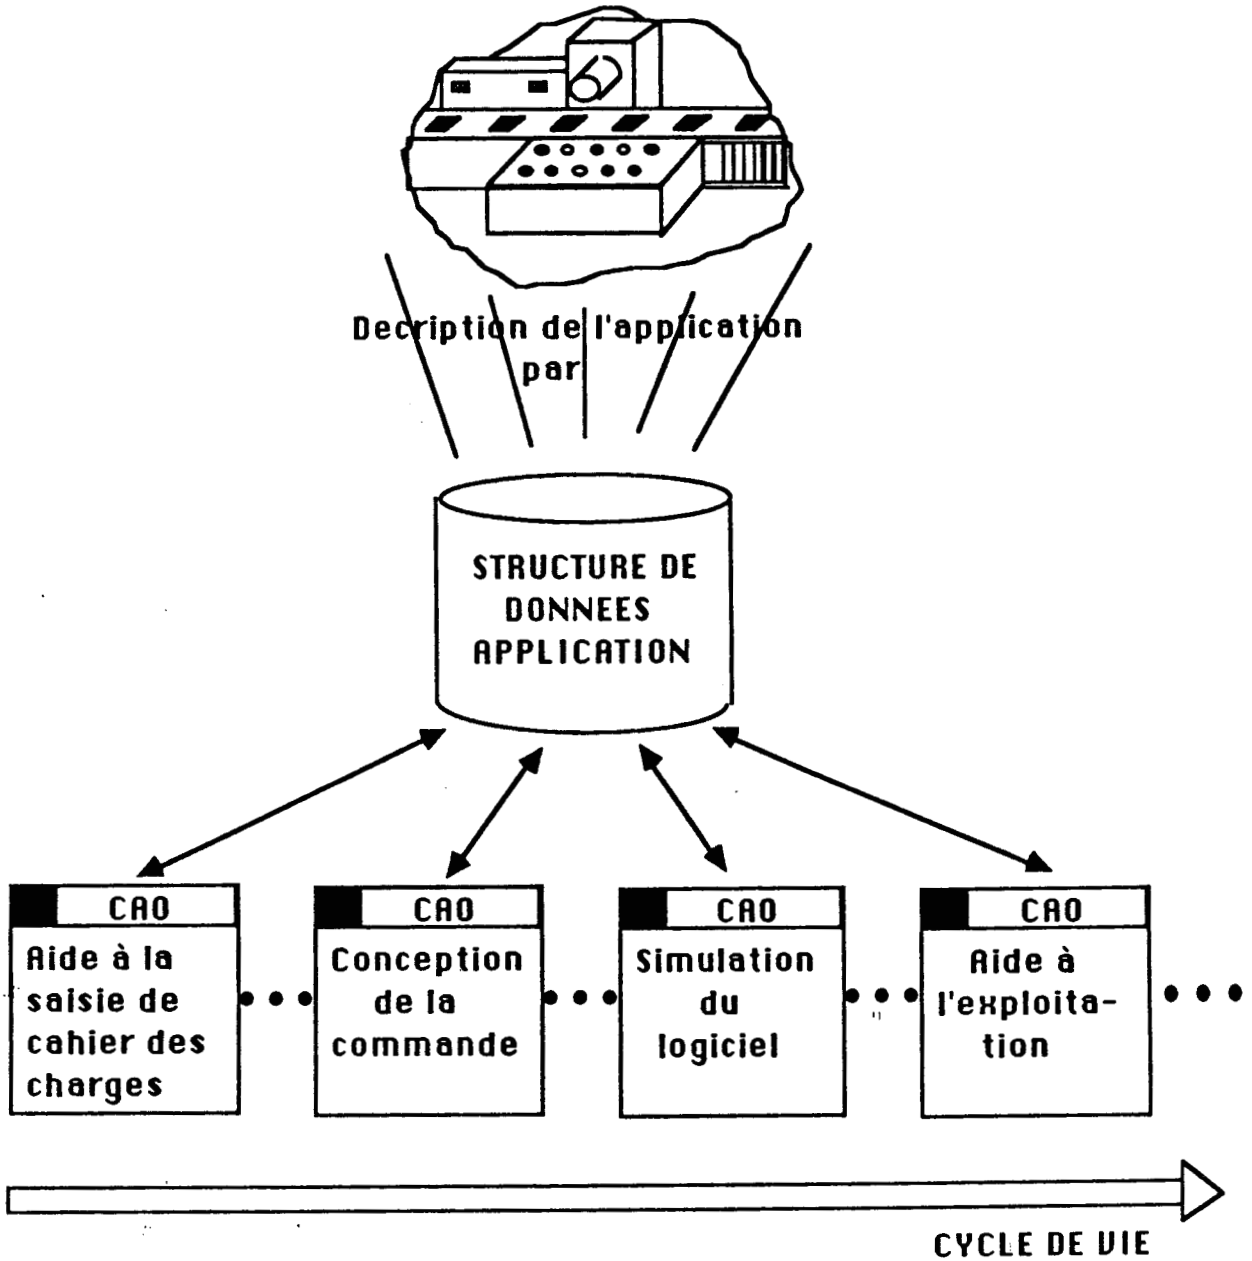 Decription de l'application
par
STRUCTURE DE
DONNEES
APPLICATION
CAO
Aide à la
saisie de
cahier des
charges
CAO
Conception
de la
commande
CAO
Simulation
du
logiciel
CAO
Aide à
l'exploita-
tion
CYCLE DE VIE